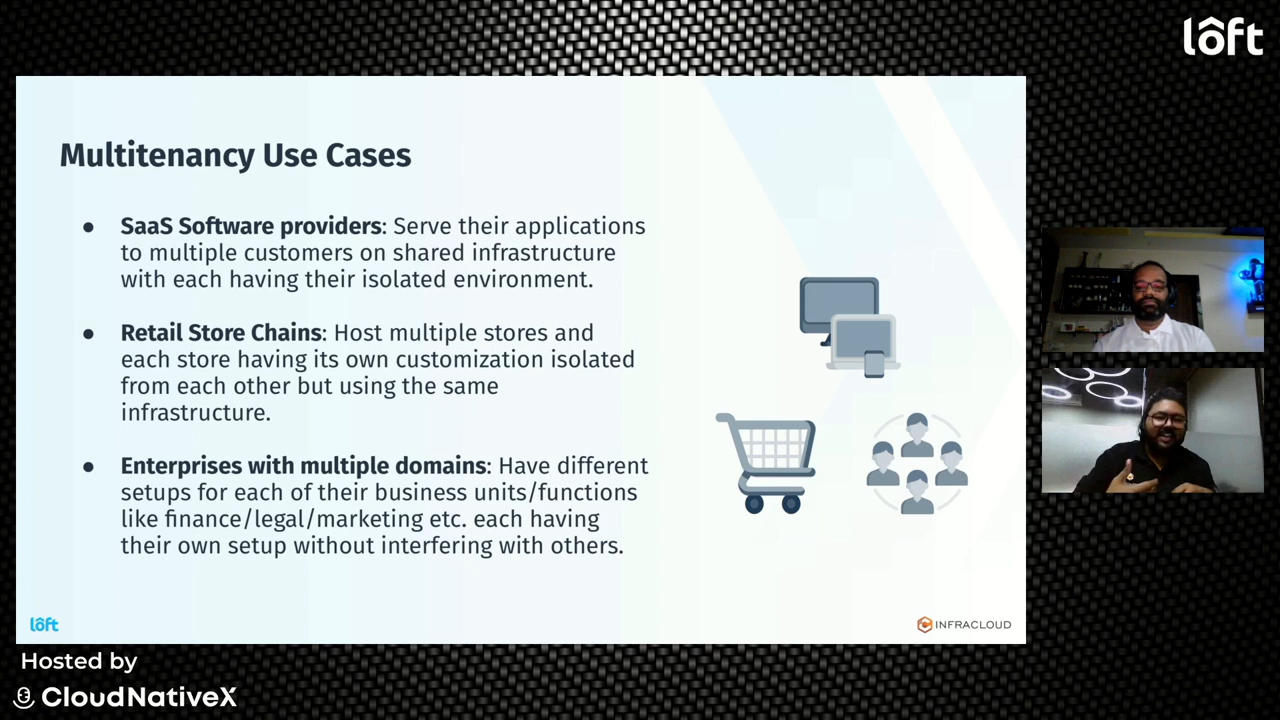 loft
Multitenancy Use Cases
● SaaS Software providers: Serve their applications
to multiple customers on shared infrastructure
with each having their isolated environment.
● Retail Store Chains: Host multiple stores and
each store having its own customization isolated
from each other but using the same
infrastructure.
● Enterprises with multiple domains: Have different
setups for each of their business units/functions
like finance/legal/marketing etc. each having
their own setup without interfering with others.
loft
INFRACLOUD
Hosted by
CloudNativeX